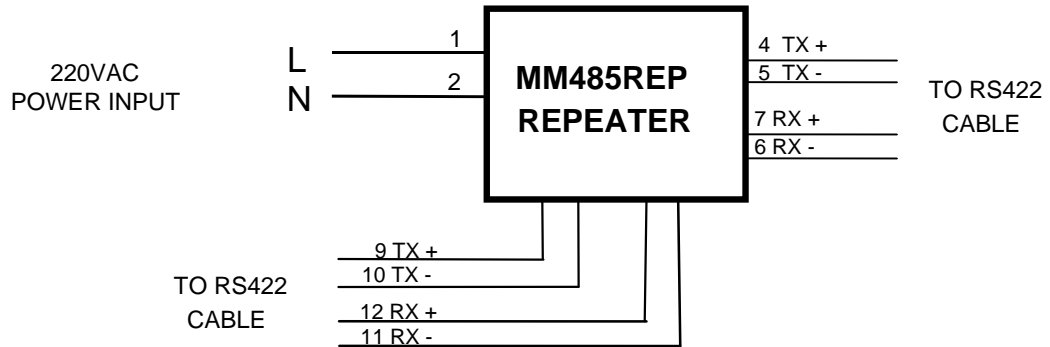 220VAC
POWER INPUT
L
N
1
2
MM485REP
REPEATER
4 TX +
5 TX -
7 RX +
6 RX -
TO RS422
CABLE
9 TX +
10 TX -
12 RX +
11 RX -
TO RS422
CABLE